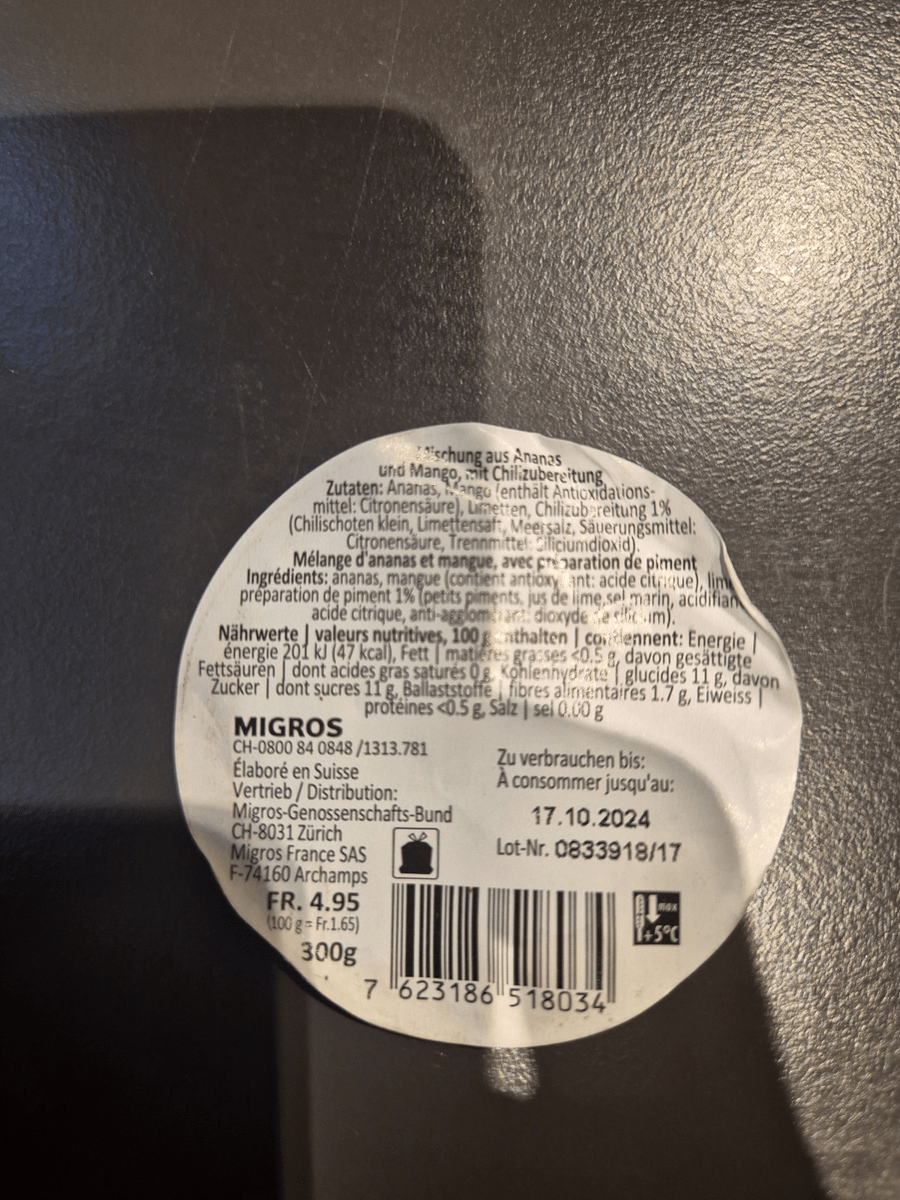 Mischung aus Ananas
und Mango, mit Chilizubereitung
Zutaten: Ananas, Mango (enthält Antioxidations-
mittel: Citronensäure), Limetten, Chilizubereitung 1%
(Chilischoten klein, Limettensaft, Meersalz, Säuerungsmittel:
Citronensäure, Trennmittel: Siliciumdioxid).
Mélange d'ananas et mangue, avec préparation de piment
Ingrédients: ananas, mangue (contient antioxydant: acide citrique),
préparation de piment 1% (petits piments, jus de lime, sel marin,
acide citrique, anti-agglomérant: dioxyde de silicium).
Nährwerte | valeurs nutritives, 100 g enthalten | contiennent: Energie |
énergie 201 kJ (47 kcal), Fett | matières grasses <0.5 g, davon gesättigte
Fettsäuren | dont acides gras saturés 0 g, Kohlenhydrate | glucides 11 g, davon
Zucker | dont sucres 11 g, Ballaststoffe | fibres alimentaires 1.7 g, Eiweiss |
protéines <0.5 g, Salz | sel 0.00 g
MIGROS
CH-0800 84 0848 /1313.781
Élaboré en Suisse
Vertrieb / Distribution:
Migros-Genossenschafts-Bund
CH-8031 Zürich
Migros France SAS
F-74160 Archamps
FR. 4.95
(100 g = Fr.1.65)
300g
Zu verbrauchen bis:
À consommer jusqu'au:
17.10.2024
Lot-Nr. 0833918/17
max
+5°C
7 623186 518034